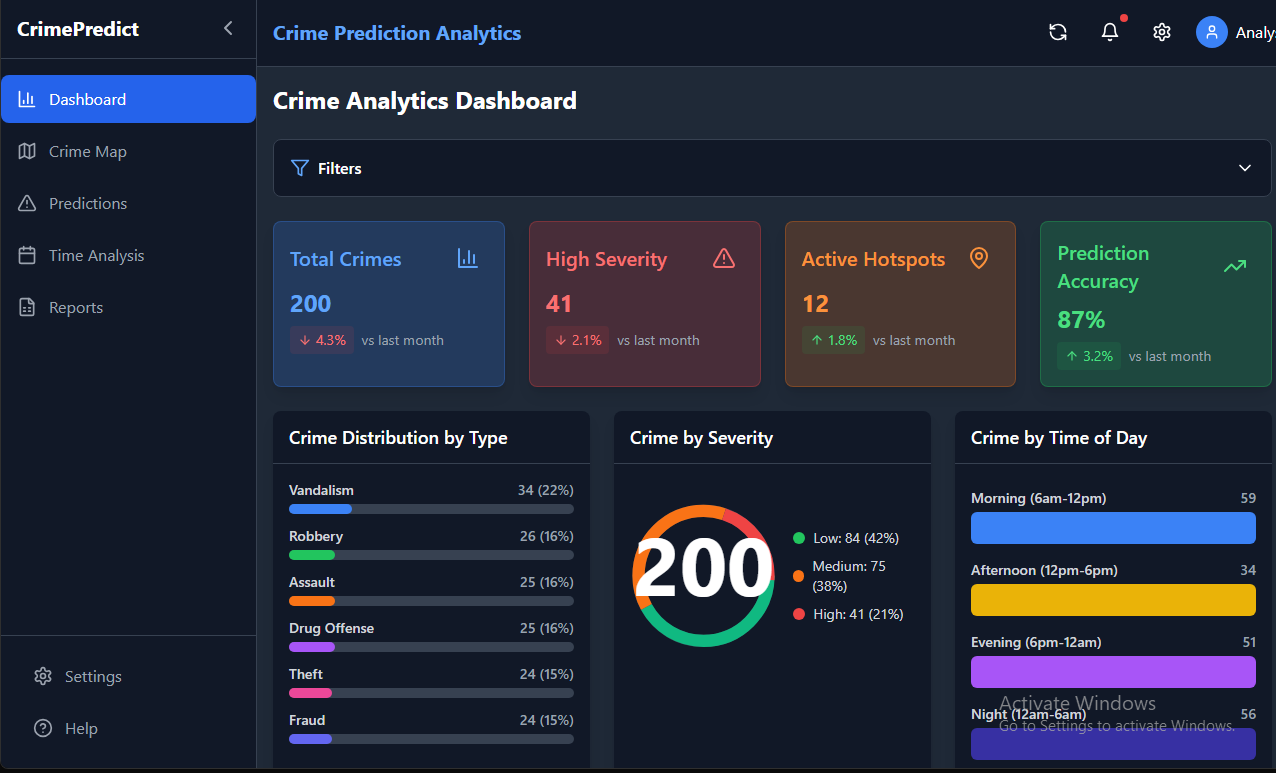 CrimePredict
Dashboard
Crime Map
Predictions
Time Analysis
Reports
Settings
Help
Crime Prediction Analytics
Crime Analytics Dashboard
Filters
Total Crimes
200
4.3% vs last month
High Severity
41
2.1% vs last month
Active Hotspots
12
1.8% vs last month
Prediction
Accuracy
87%
3.2% vs last month
Crime Distribution by Type
Vandalism 34 (22%)
Robbery 26 (16%)
Assault 25 (16%)
Drug Offense 25 (16%)
Theft 24 (15%)
Fraud 24 (15%)
Crime by Severity
200
Low: 84 (42%)
Medium: 75
(38%)
High: 41 (21%)
Crime by Time of Day
Morning (6am-12pm) 59
Afternoon (12pm-6pm) 34
Evening (6pm-12am) 51
Night (12am-6am) 56
Activate Windows
Go to Settings to activate Windows.